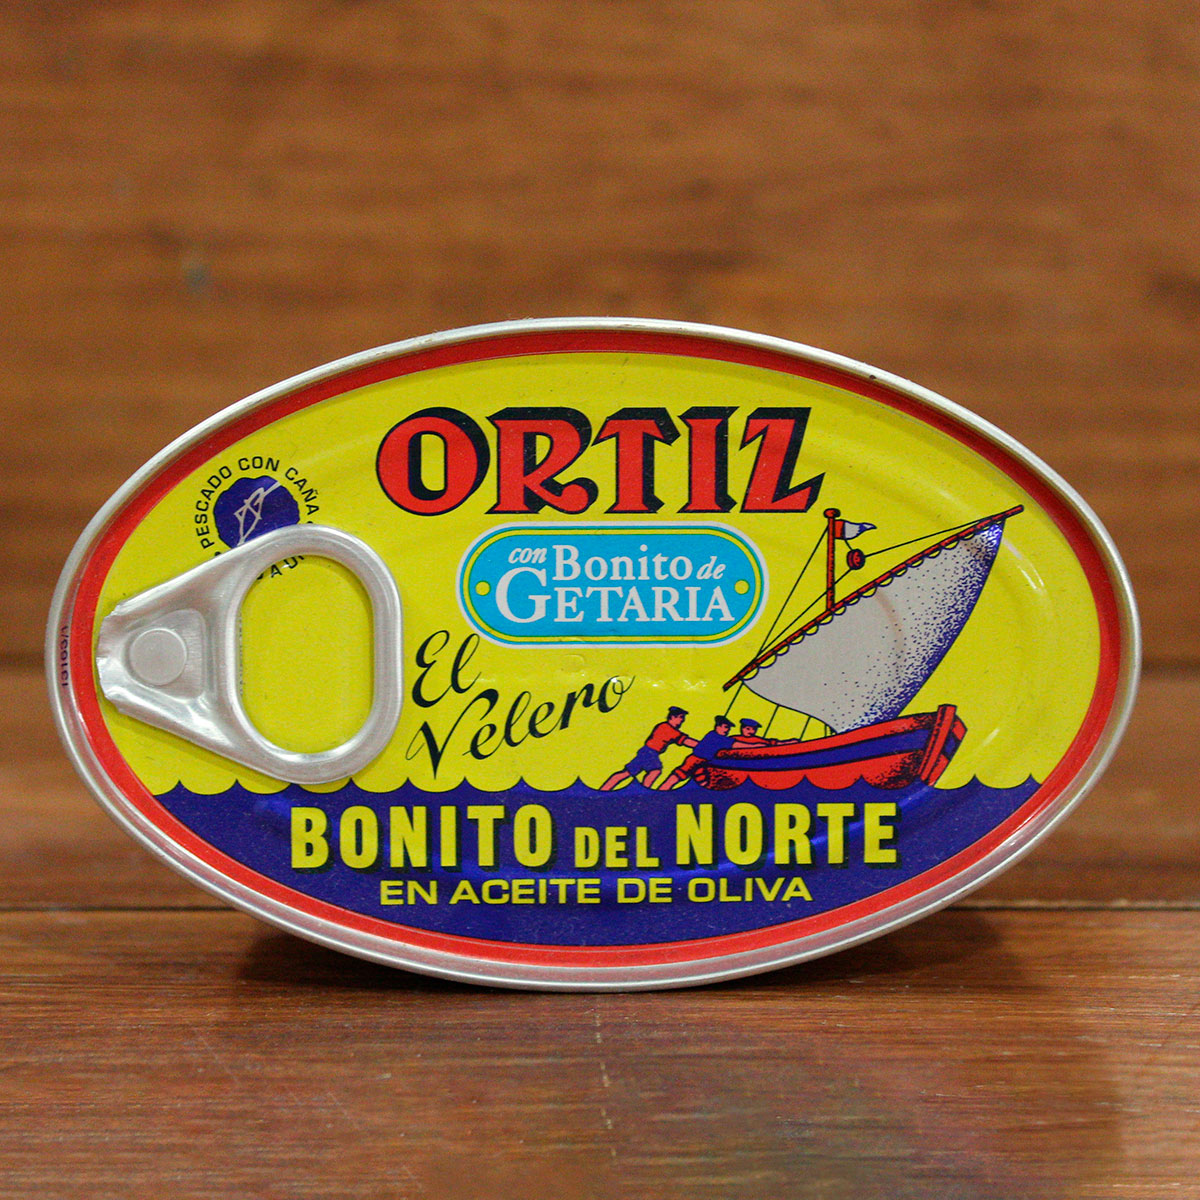 ORTIZ
PESCADO CON CAÑA
con Bonito de
GETARIA
El
Velero
BONITO DEL NORTE
EN ACEITE DE OLIVA